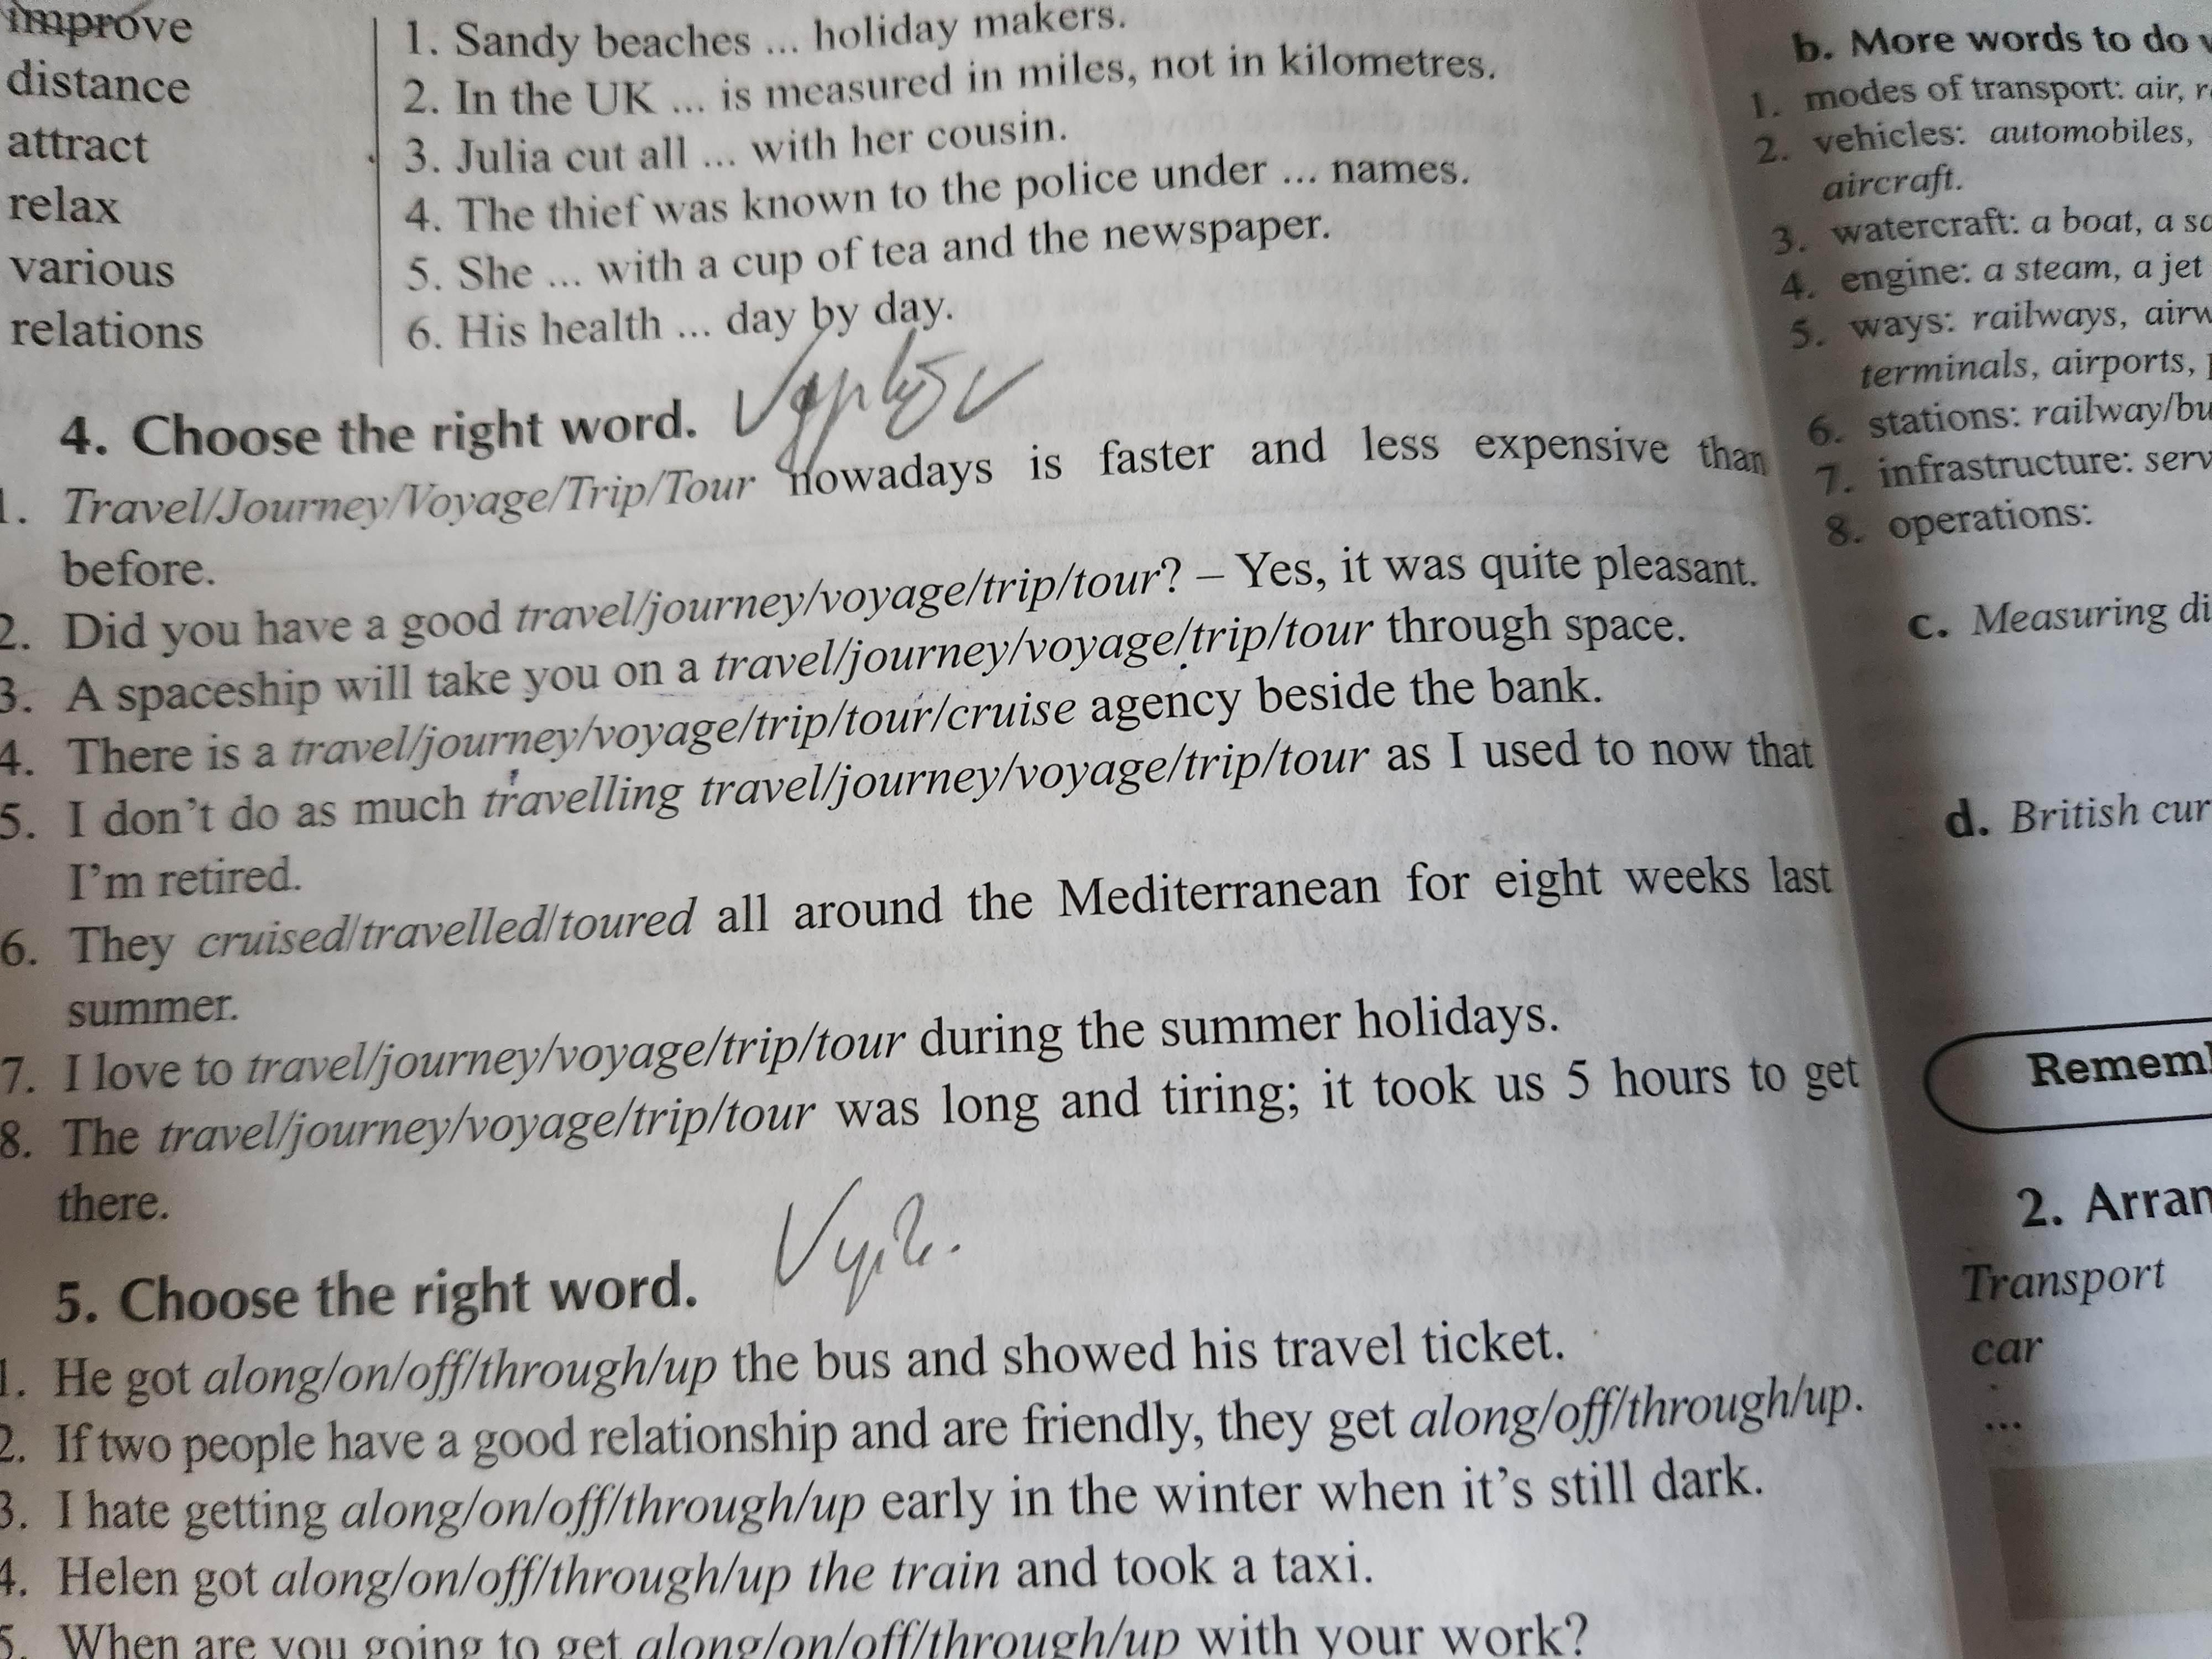 improve
distance
attract
relax
various
relations
1. Sandy beaches ... holiday makers.
2. In the UK ... is measured in miles, not in kilometres.
3. Julia cut all ... with her cousin.
4. The thief was known to the police under ... names.
5. She ... with a cup of tea and the newspaper.
6. His health ... day by day.
4. Choose the right word.
1. Travel/Journey/Voyage/Trip/Tour nowadays is faster and less expensive than
before.
2. Did you have a good travel/journey/voyage/trip/tour? – Yes, it was quite pleasant.
3. A spaceship will take you on a travel/journey/voyage/trip/tour through space.
4. There is a travel/journey/voyage/trip/tour/cruise agency beside the bank.
5. I don't do as much travelling travel/journey/voyage/trip/tour as I used to now that
I'm retired.
6. They cruised/travelled/toured all around the Mediterranean for eight weeks last
summer.
7. I love to travel/journey/voyage/trip/tour during the summer holidays.
8. The travel/journey/voyage/trip/tour was long and tiring; it took us 5 hours to get
there.
5. Choose the right word.
1. He got along/on/off/through/up the bus and showed his travel ticket.
2. If two people have a good relationship and are friendly, they get along/off/through/up.
3. I hate getting along/on/off/through/up early in the winter when it's still dark.
4. Helen got along/on/off/through/up the train and took a taxi.
5. When are you going to get along/on/off/through/up with your work?
b. More words to do
1. modes of transport: air,
2. vehicles: automobiles,
aircraft.
3. watercraft: a boat, a
4. engine: a steam, a jet
5. ways: railways,
terminals, airports,
6. stations: railway/
7. infrastructure:
8. operations:
c. Measuring
d. British
2.
Transport
car
...